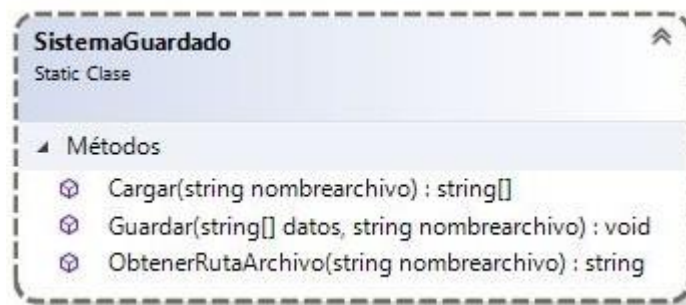 SistemaGuardado
Static Clase
Métodos
Cargar(string nombrearchivo) : string[]
Guardar(string[] datos, string nombrearchivo) : void
ObtenerRutaArchivo(string nombrearchivo) : string